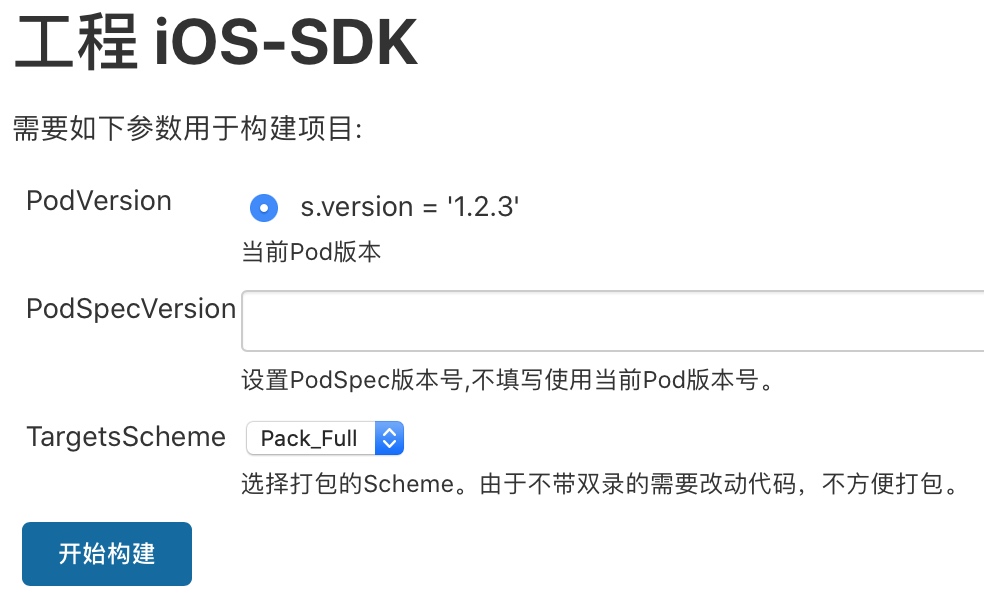 工程 iOS-SDK
需要如下参数用于构建项目:
PodVersion
s.version = '1.2.3'
当前Pod版本
PodSpecVersion
设置PodSpec版本号,不填写使用当前Pod版本号。
TargetsScheme
Pack_Full
选择打包的Scheme。由于不带双录的需要改动代码，不方便打包。
开始构建